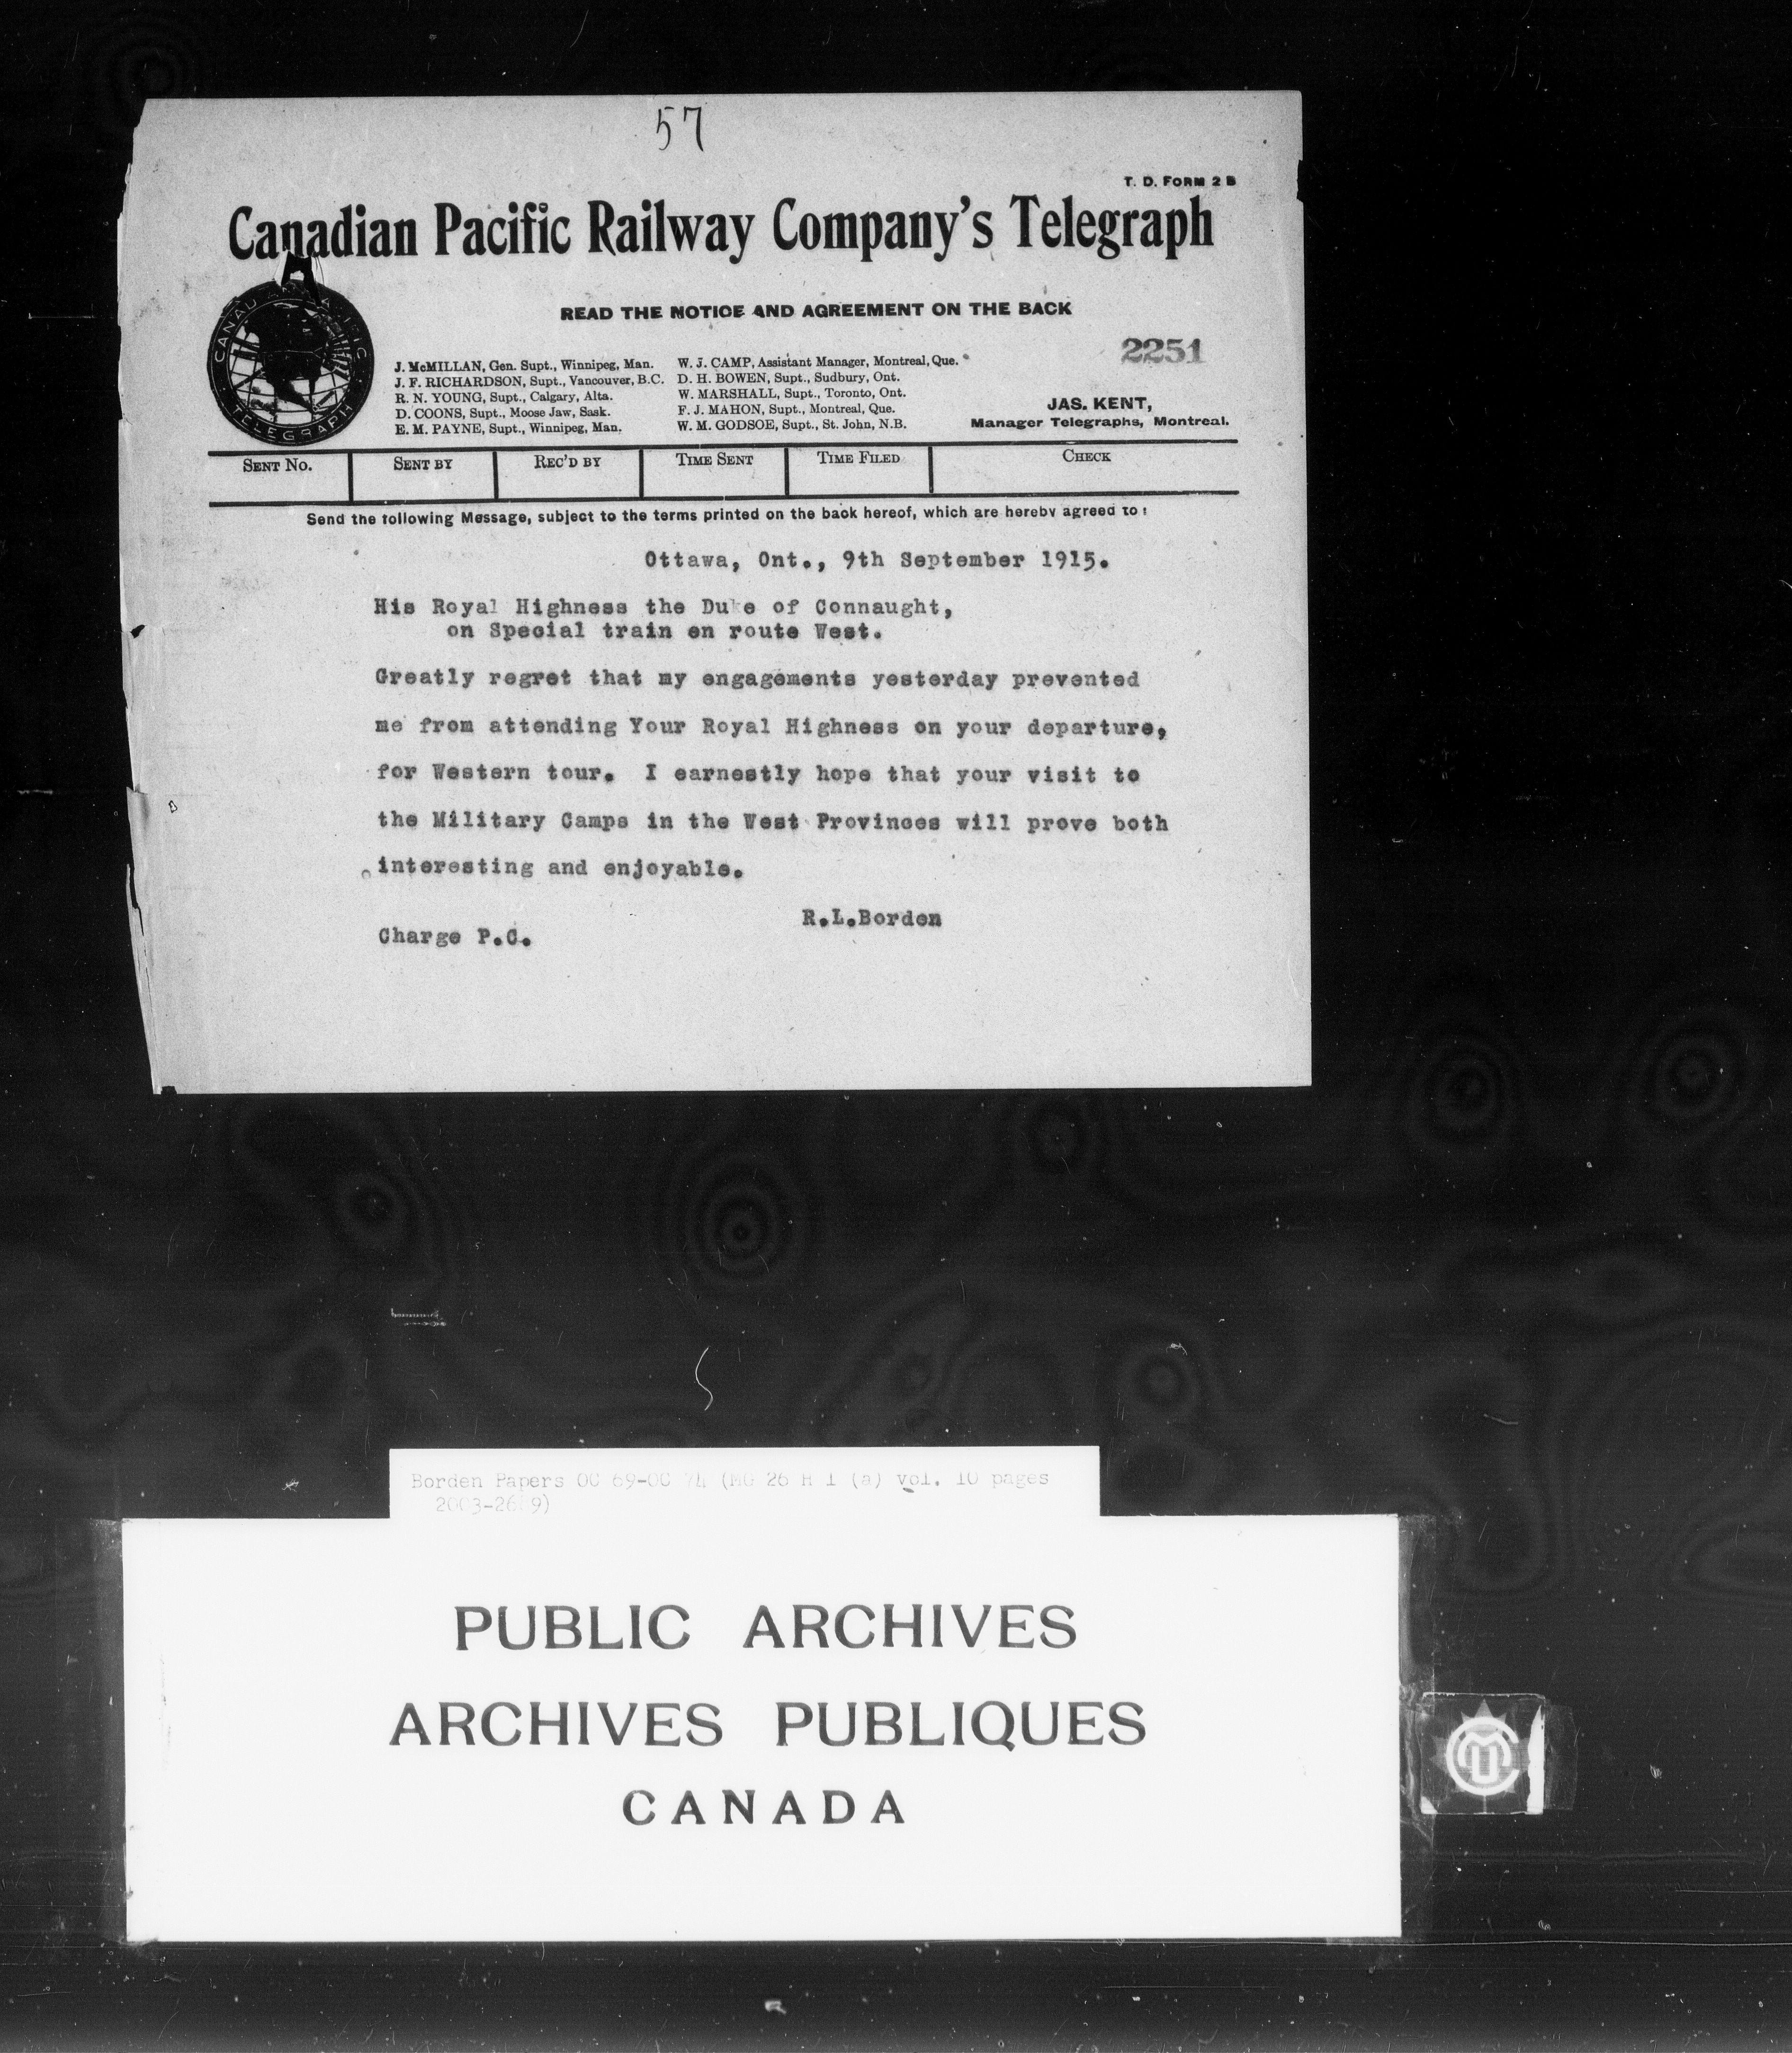 57
T. D. FORM 2 B
Canadian Pacific Railway Company's Telegraph
READ THE NOTICE AND AGREEMENT ON THE BACK
2251
CANADIAN PACIFIC
TELEGRAPH
J. McMILLAN, Gen. Supt., Winnipeg, Man.
J. F. RICHARDSON, Supt., Vancouver, B.C.
R. N. YOUNG, Supt., Calgary, Alta.
D. COONS, Supt., Moose Jaw, Sask.
E. M. PAYNE, Supt., Winnipeg, Man.
W. J. CAMP, Assistant Manager, Montreal, Que.
D. H. BOWEN, Supt., Sudbury, Ont.
W. MARSHALL, Supt., Toronto, Ont.
F. J. MAHON, Supt., Montreal, Que.
W. M. GODSOE, Supt., St. John, N.B.
JAS. KENT,
Manager Telegraphs, Montreal.
SENT NO. SENT BY REC'D BY TIME SENT TIME FILED CHECK
Send the following Message, subject to the terms printed on the back hereof, which are hereby agreed to:
Ottawa, Ont., 9th September 1915.
His Royal Highness the Duke of Connaught,
on Special train en route West.
Greatly regret that my engagements yesterday prevented
me from attending Your Royal Highness on your departure,
for Western tour. I earnestly hope that your visit to
the Military Camps in the West Provinces will prove both
interesting and enjoyable.
R.L.Borden
Charge P.C.
Borden Papers OC 69-OC 74 (MG 26 H 1 (a) vol. 10 pages
PUBLIC ARCHIVES
ARCHIVES PUBLIQUES
CANADA